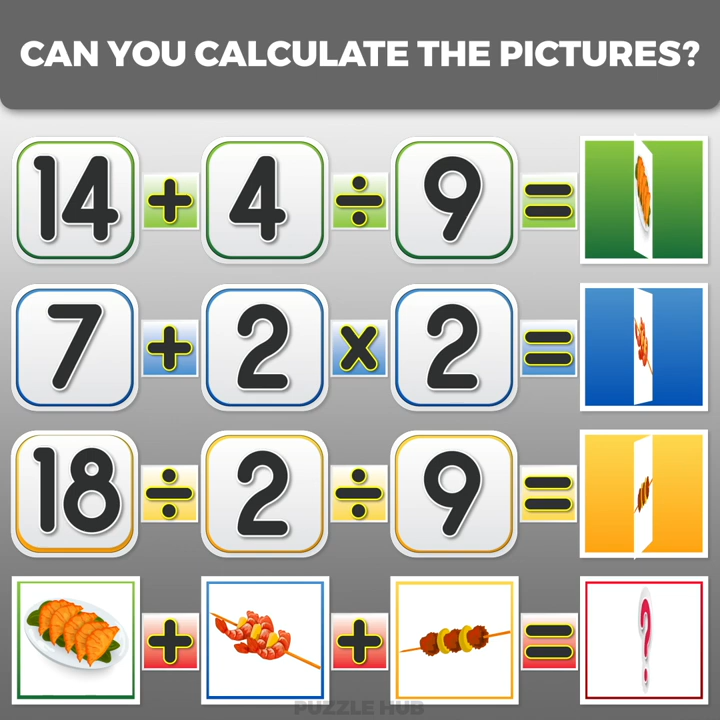 CAN YOU CALCULATE THE PICTURES?
14 + 4 ÷ 9 =
7 + 2 x 2 =
18 ÷ 2 ÷ 9 =
+ + = ?
PUZZLE HUB